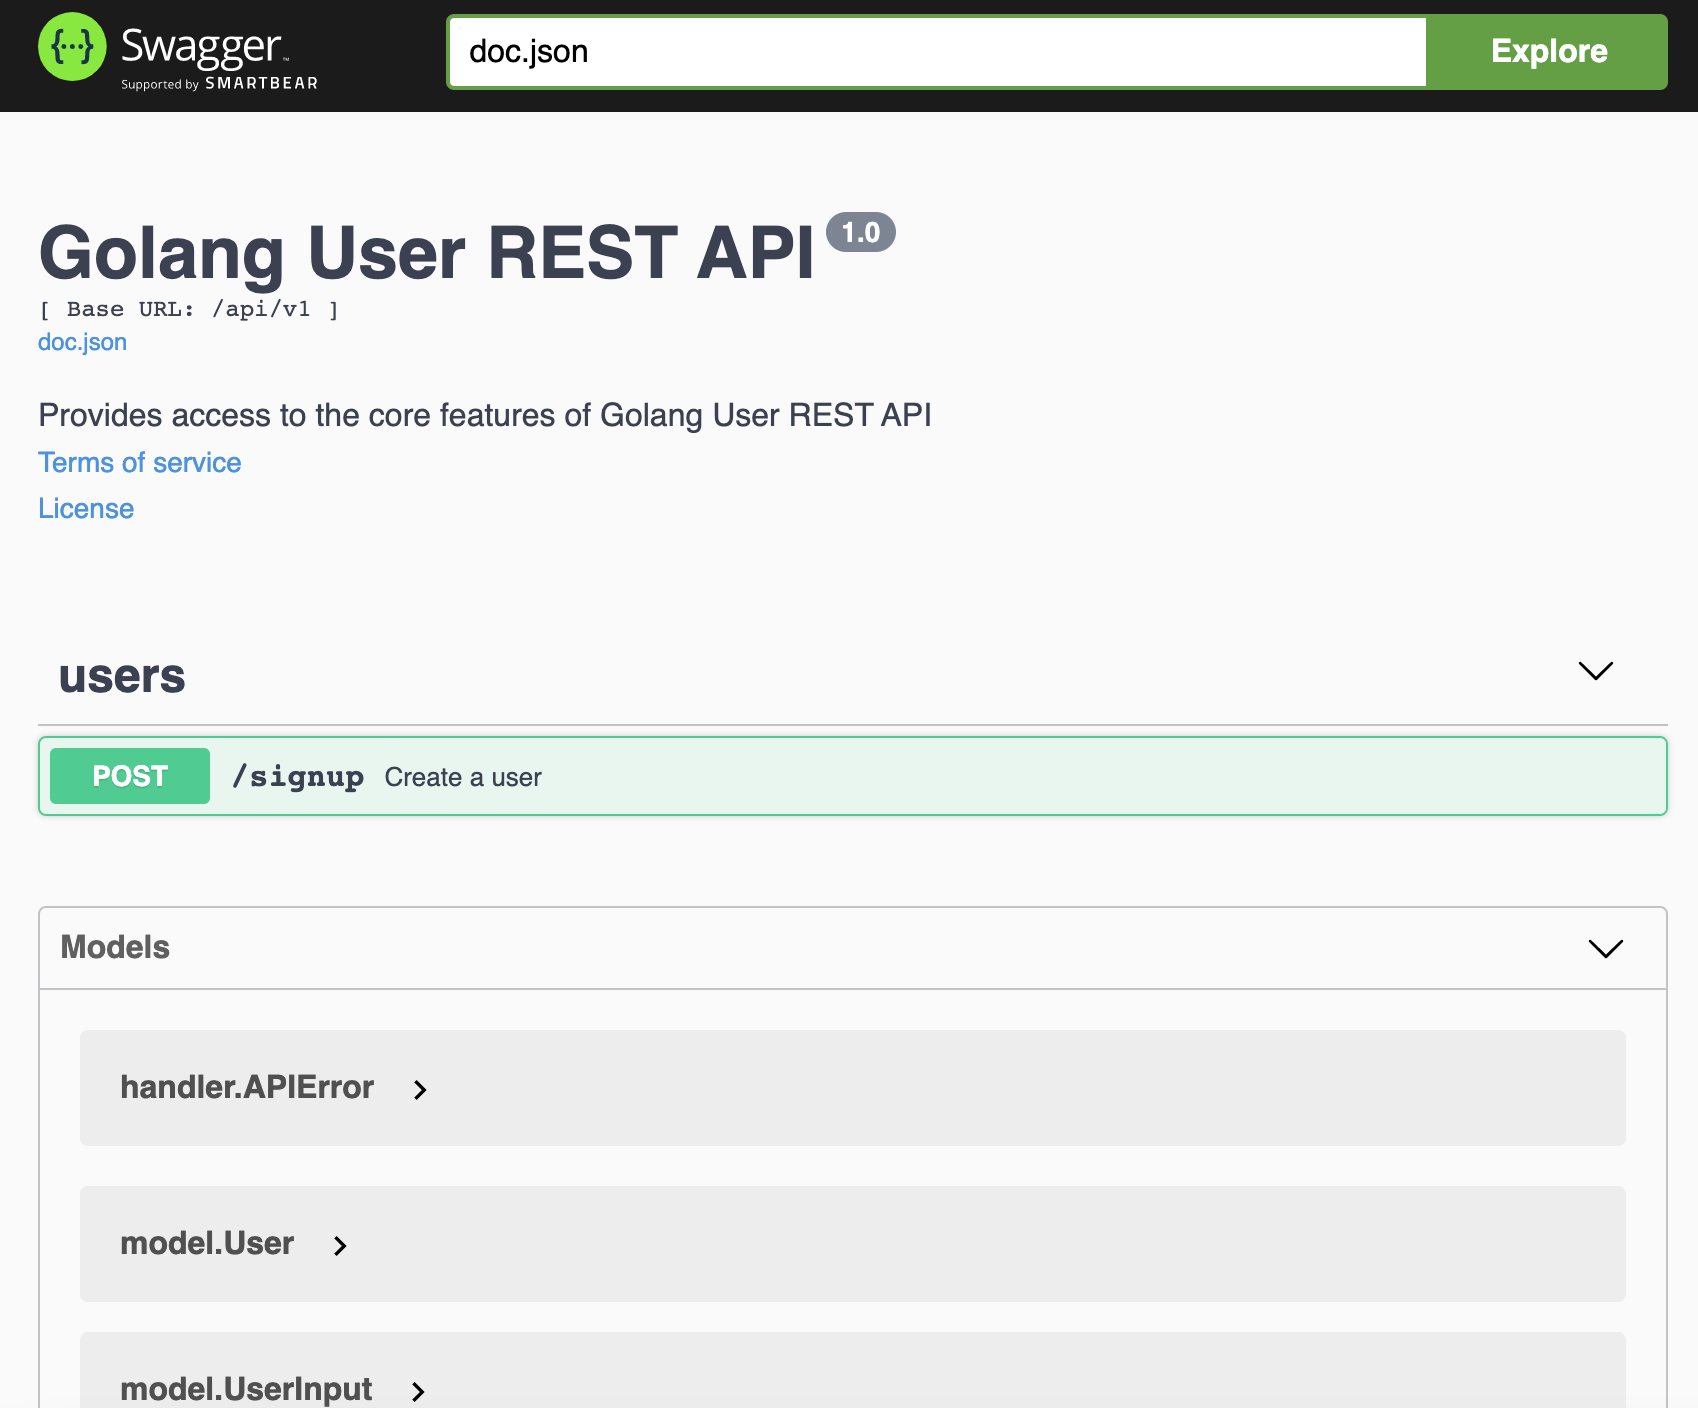 {···} Swagger™
Supported by SMARTBEAR
doc.json
Explore
Golang User REST API 1.0
[ Base URL: /api/v1 ]
doc.json
Provides access to the core features of Golang User REST API
Terms of service
License
users
POST /signup Create a user
Models
handler.APIError
model.User
model.UserInput